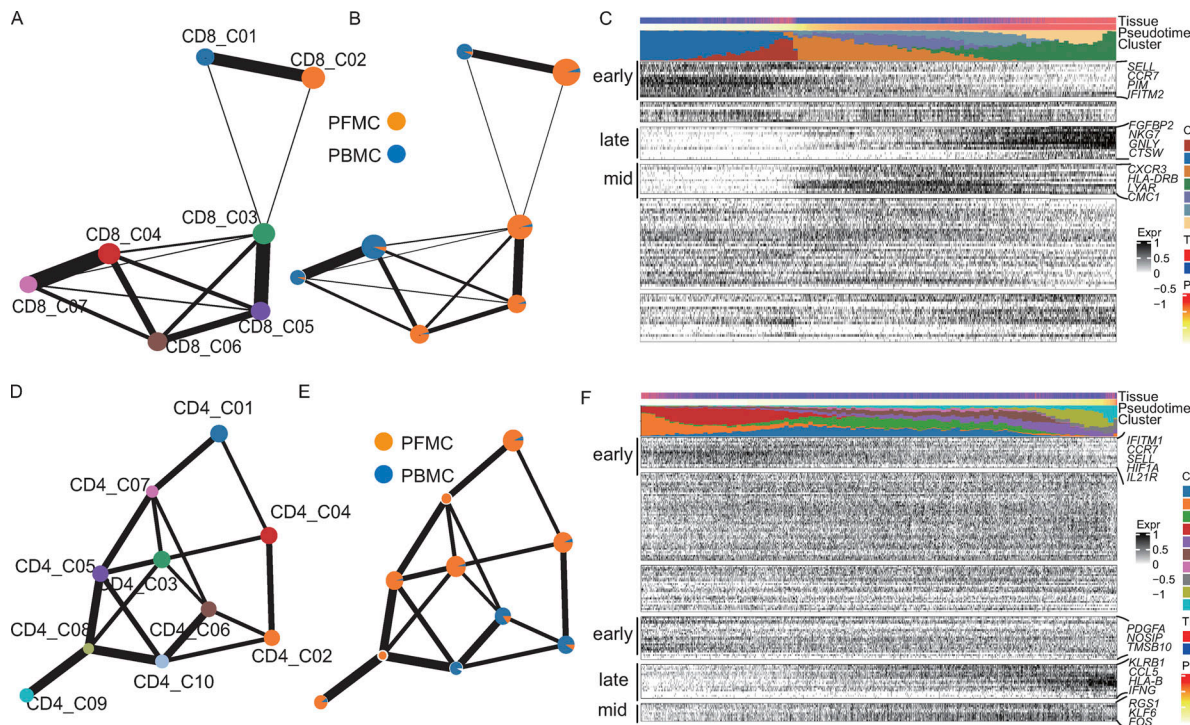 A
B
C
CD8_C01
CD8_C02
PFMC
PBMC
CD8_C03
CD8_C04
CD8_C07
CD8_C05
CD8_C06
Tissue
Pseudotime
Cluster
early
SELL
CCR7
PIM
IFITM2
late
FGFBP2
NKG7
GNLY
CTSW
mid
CXCR3
HLA-DRB
LYAR
CMC1
Expr
1
0.5
0
−0.5
−1
C
T
P
D
E
F
CD4_C01
PFMC
PBMC
CD4_C07
CD4_C04
CD4_C05
CD4_C03
CD4_C08
CD4_C06
CD4_C02
CD4_C10
CD4_C09
Tissue
Pseudotime
Cluster
early
IFITM1
CCR7
SELL
HIF1A
IL21R
Expr
1
0.5
0
−0.5
−1
C
T
P
early
PDGFA
NOSIP
TMSB10
late
KLRB1
CCL5
HLA-B
IFNG
mid
RGS1
KLF6
FOS